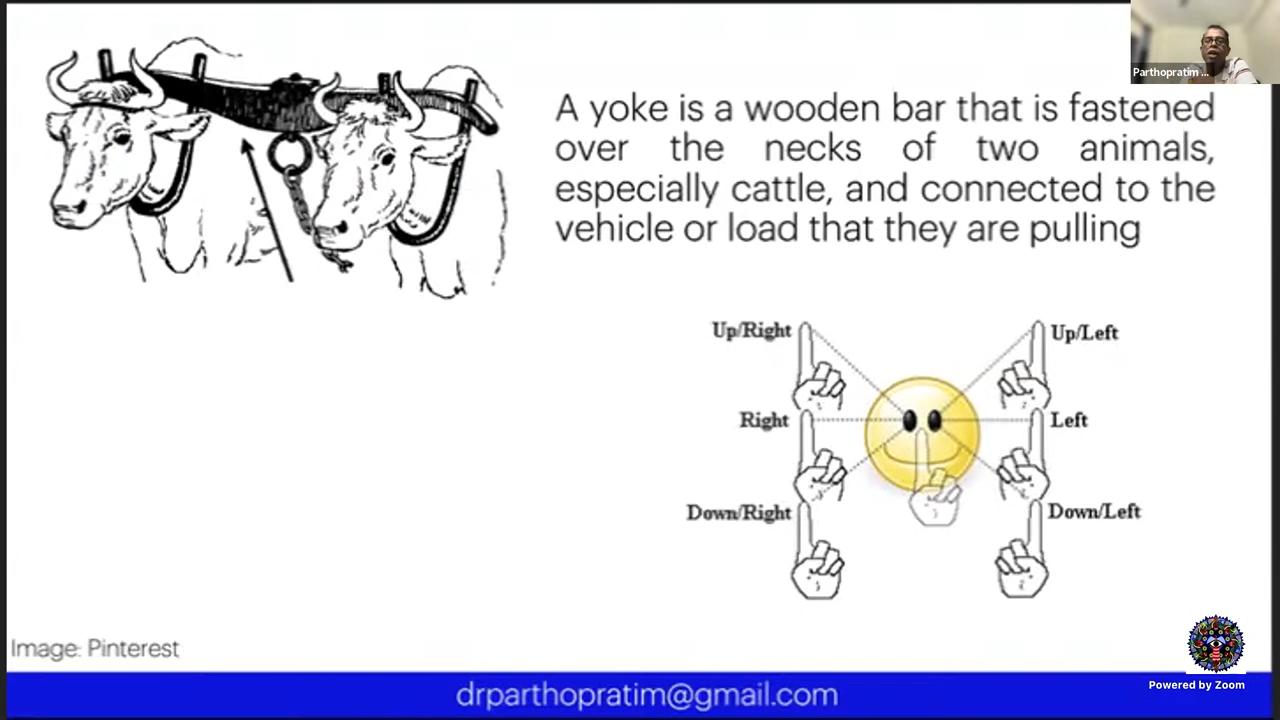 Parthopratim ...
A yoke is a wooden bar that is fastened
over the necks of two animals,
especially cattle, and connected to the
vehicle or load that they are pulling
Up/Right
Up/Left
Right
Left
Down/Right
Down/Left
Image: Pinterest
drparthopratim@gmail.com
Powered by Zoom